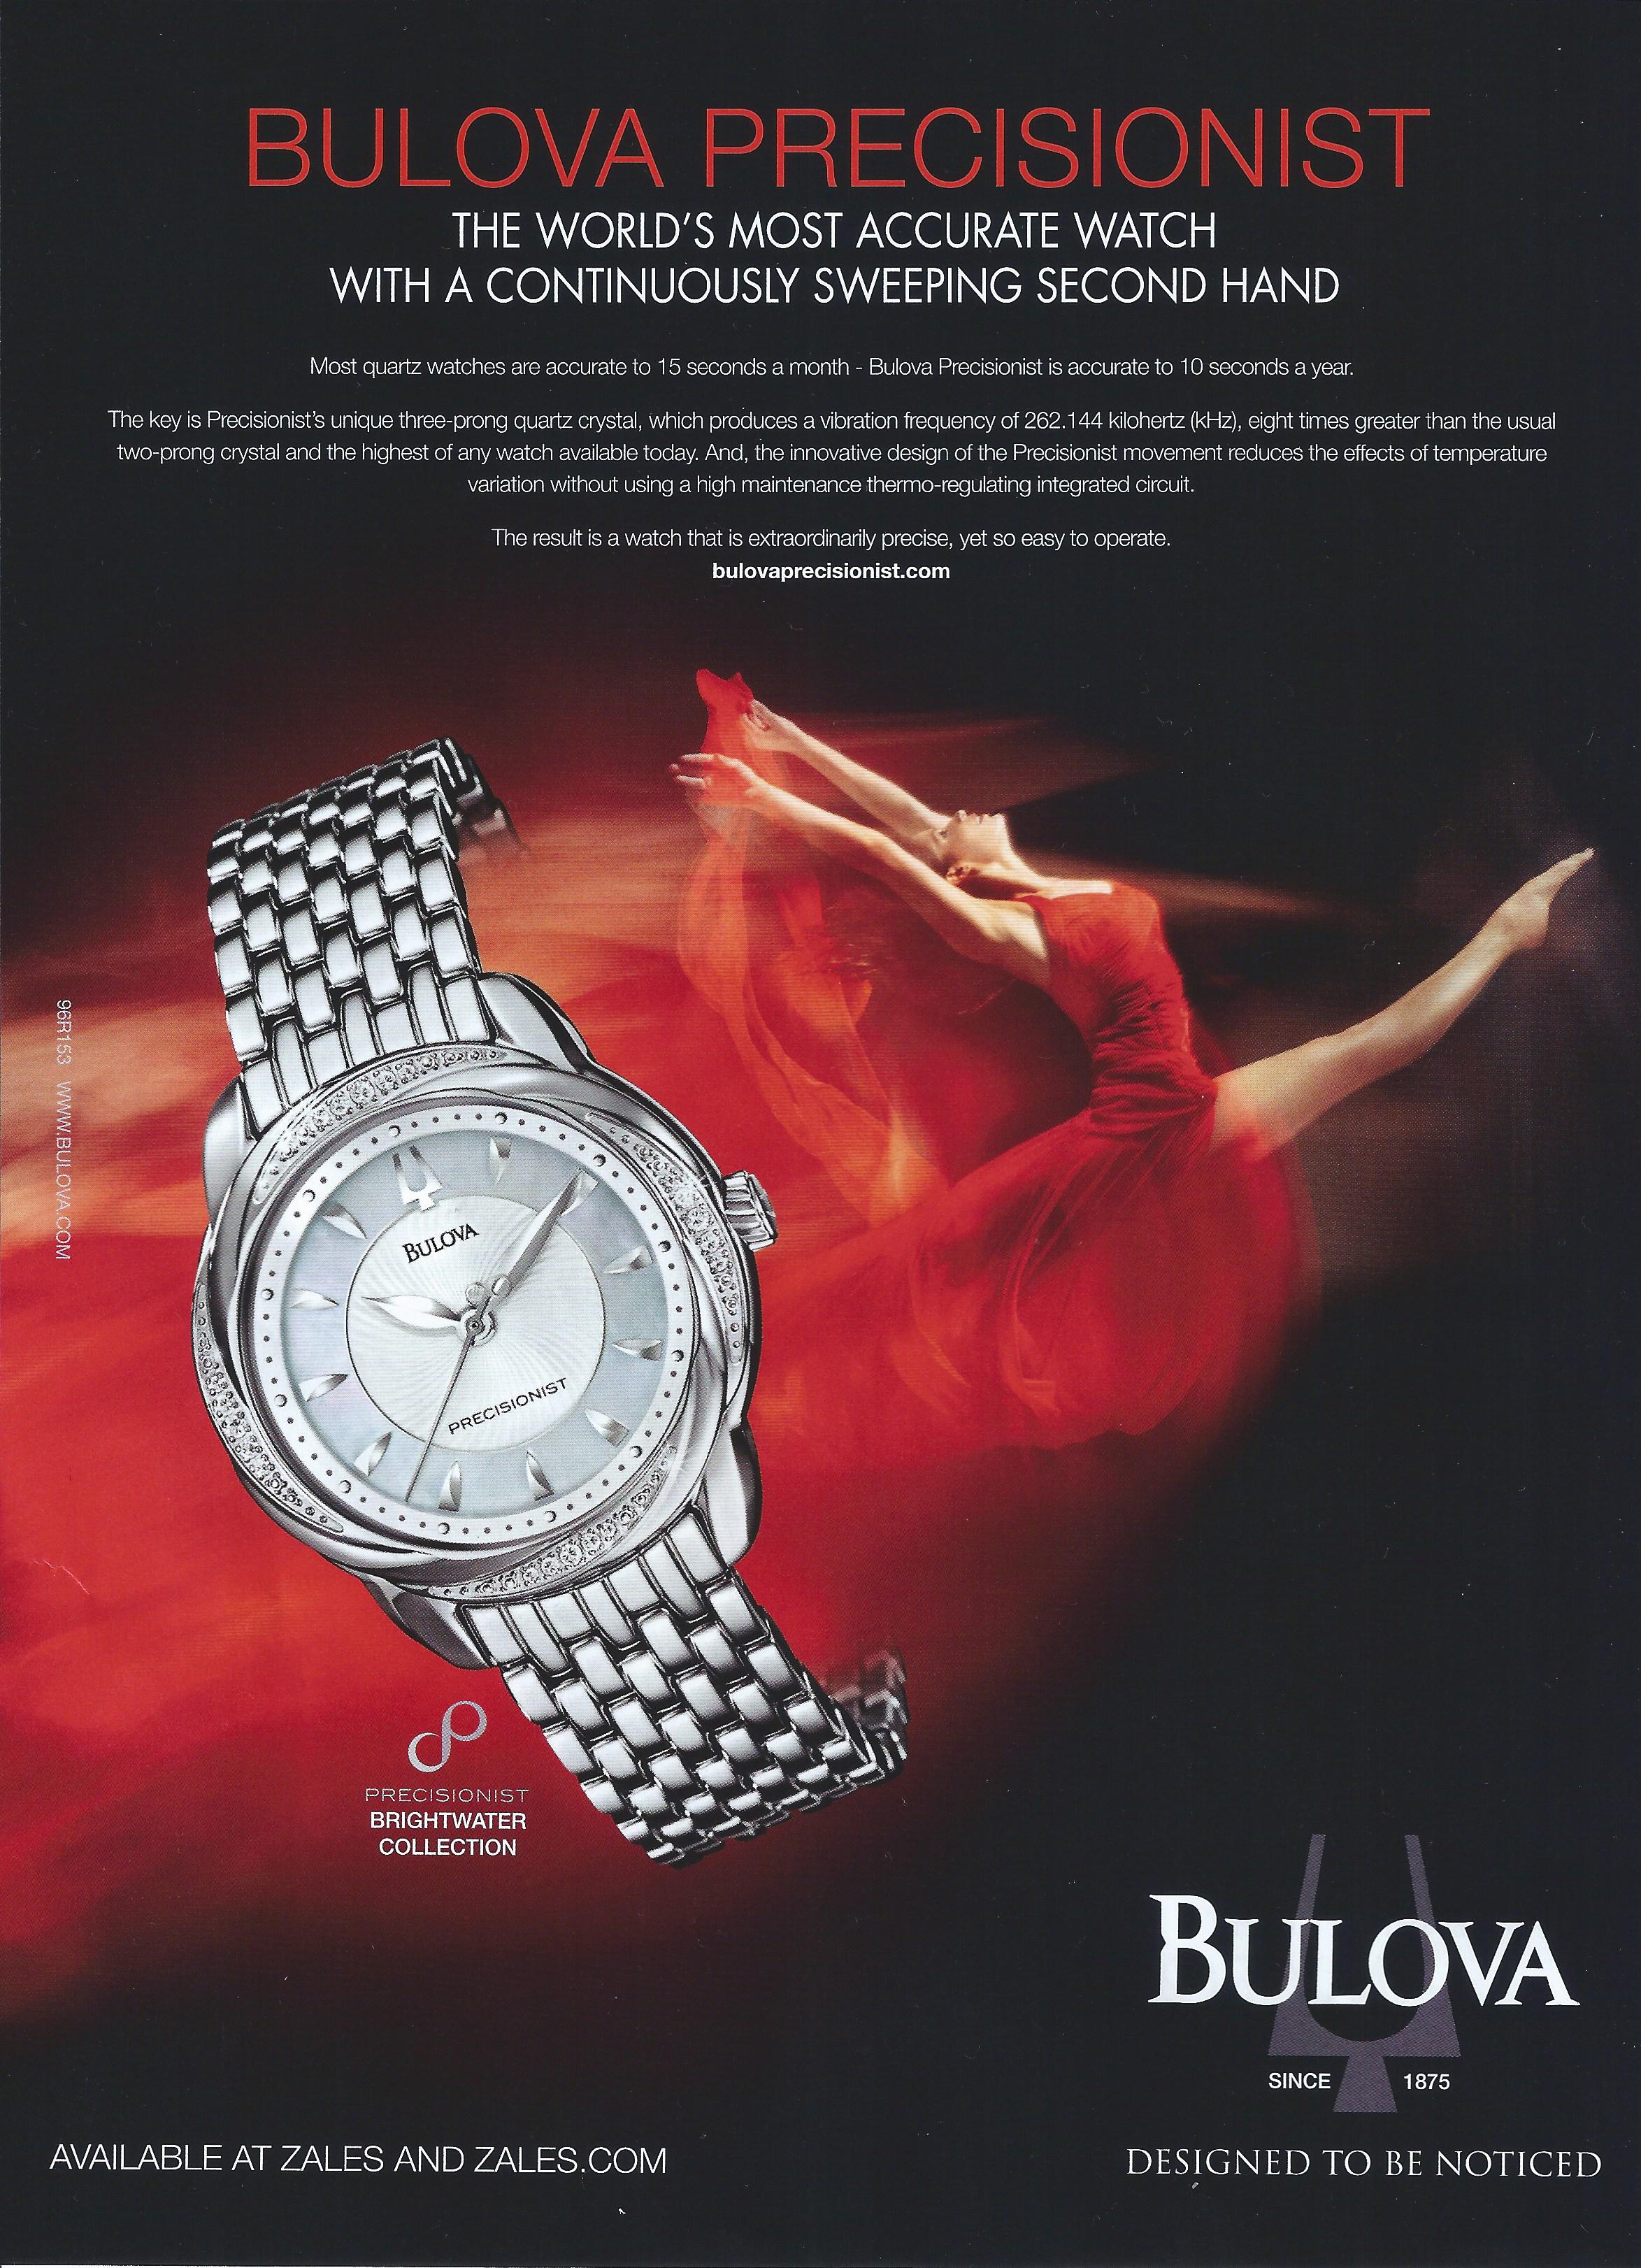 BULOVA PRECISIONIST
THE WORLD'S MOST ACCURATE WATCH
WITH A CONTINUOUSLY SWEEPING SECOND HAND
Most quartz watches are accurate to 15 seconds a month - Bulova Precisionist is accurate to 10 seconds a year.
The key is Precisionist's unique three-prong quartz crystal, which produces a vibration frequency of 262.144 kilohertz (kHz), eight times greater than the usual
two-prong crystal and the highest of any watch available today. And, the innovative design of the Precisionist movement reduces the effects of temperature
variation without using a high maintenance thermo-regulating integrated circuit.
The result is a watch that is extraordinarily precise, yet so easy to operate.
bulovaprecisionist.com
96R153 WWW.BULOVA.COM
BULOVA
PRECISIONIST
PRECISIONIST
BRIGHTWATER
COLLECTION
BULOVA
SINCE 1875
AVAILABLE AT ZALES AND ZALES.COM
DESIGNED TO BE NOTICED